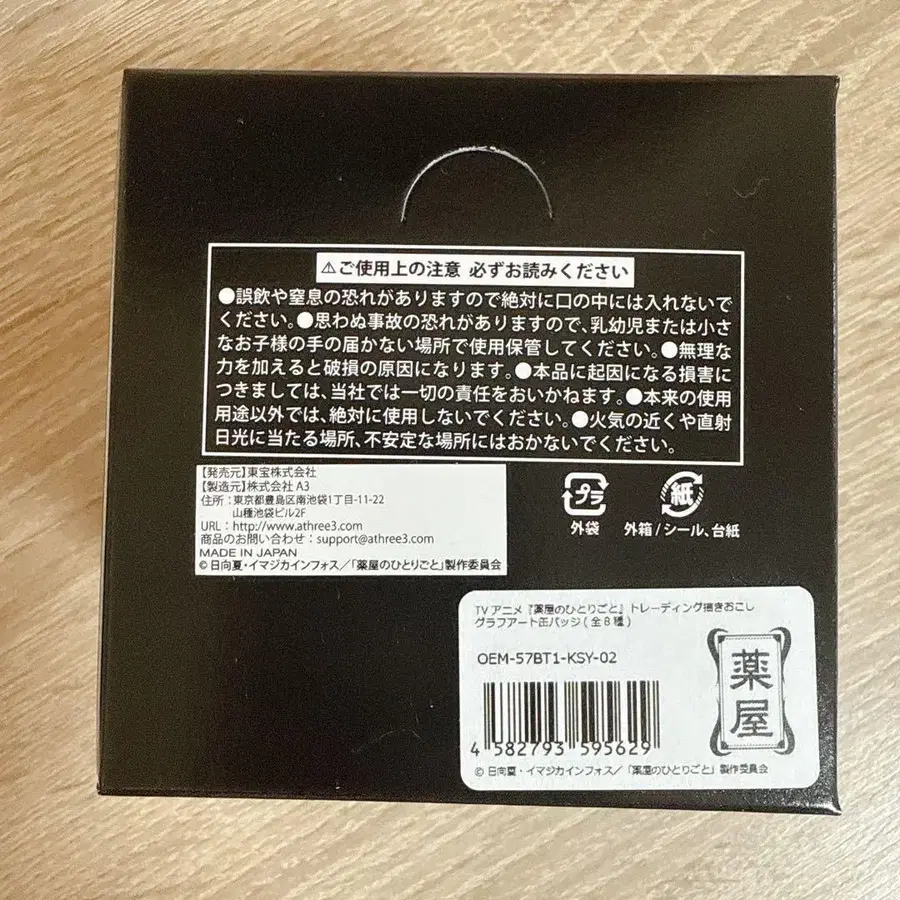 ⚠ご使用上の注意 必ずお読みください
●誤飲や窒息の恐れがありますので絶対に口の中には入れないで
ください。●思わぬ事故の恐れがありますので、乳幼児または小さ
なお子様の手の届かない場所で使用保管してください。●無理な
力を加えると破損の原因になります。●本品に起因になる損害に
つきましては、当社では一切の責任をおいかねます。●本来の使用
用途以外では、絶対に使用しないでください。●火気の近くや直射
日光に当たる場所、不安定な場所にはおかないでください。
【発売元】東宝株式会社
【製造元】株式会社 A3
住所：東京都豊島区南池袋1丁目-11-22
山種池袋ビル2F
URL：http://www.athree3.com
商品のお問い合わせ：support@athree3.com
MADE IN JAPAN
© 日向夏・イマジカインフォス／「薬屋のひとりごと」製作委員会
プラ
外袋
紙
外箱/シール、台紙
TV アニメ『薬屋のひとりごと』トレーディング描きおこし
グラフアート缶バッジ(全8種)
OEM-57BT1-KSY-02
4 582793 595629
薬屋
© 日向夏・イマジカインフォス／「薬屋のひとりごと」製作委員会